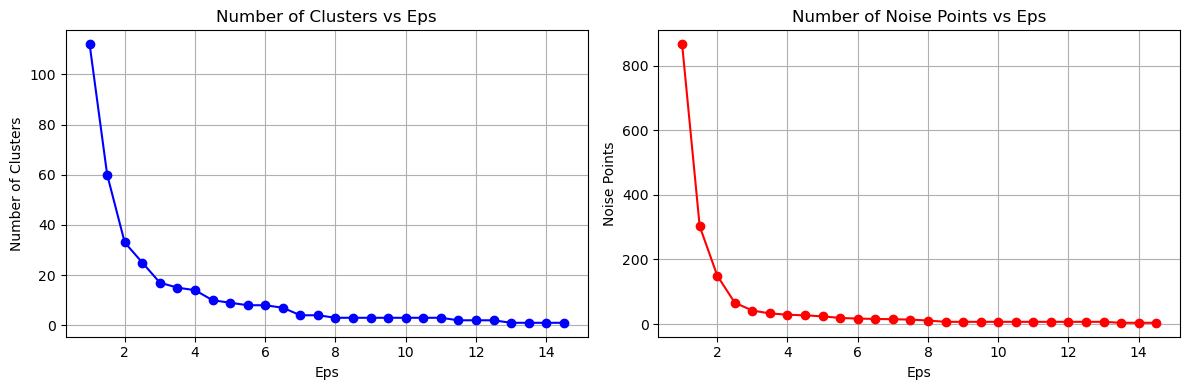 Number of Clusters vs Eps
Number of Clusters
100
80
60
40
20
0
2 4 6 8 10 12 14
Eps
Number of Noise Points vs Eps
Noise Points
800
600
400
200
0
2 4 6 8 10 12 14
Eps